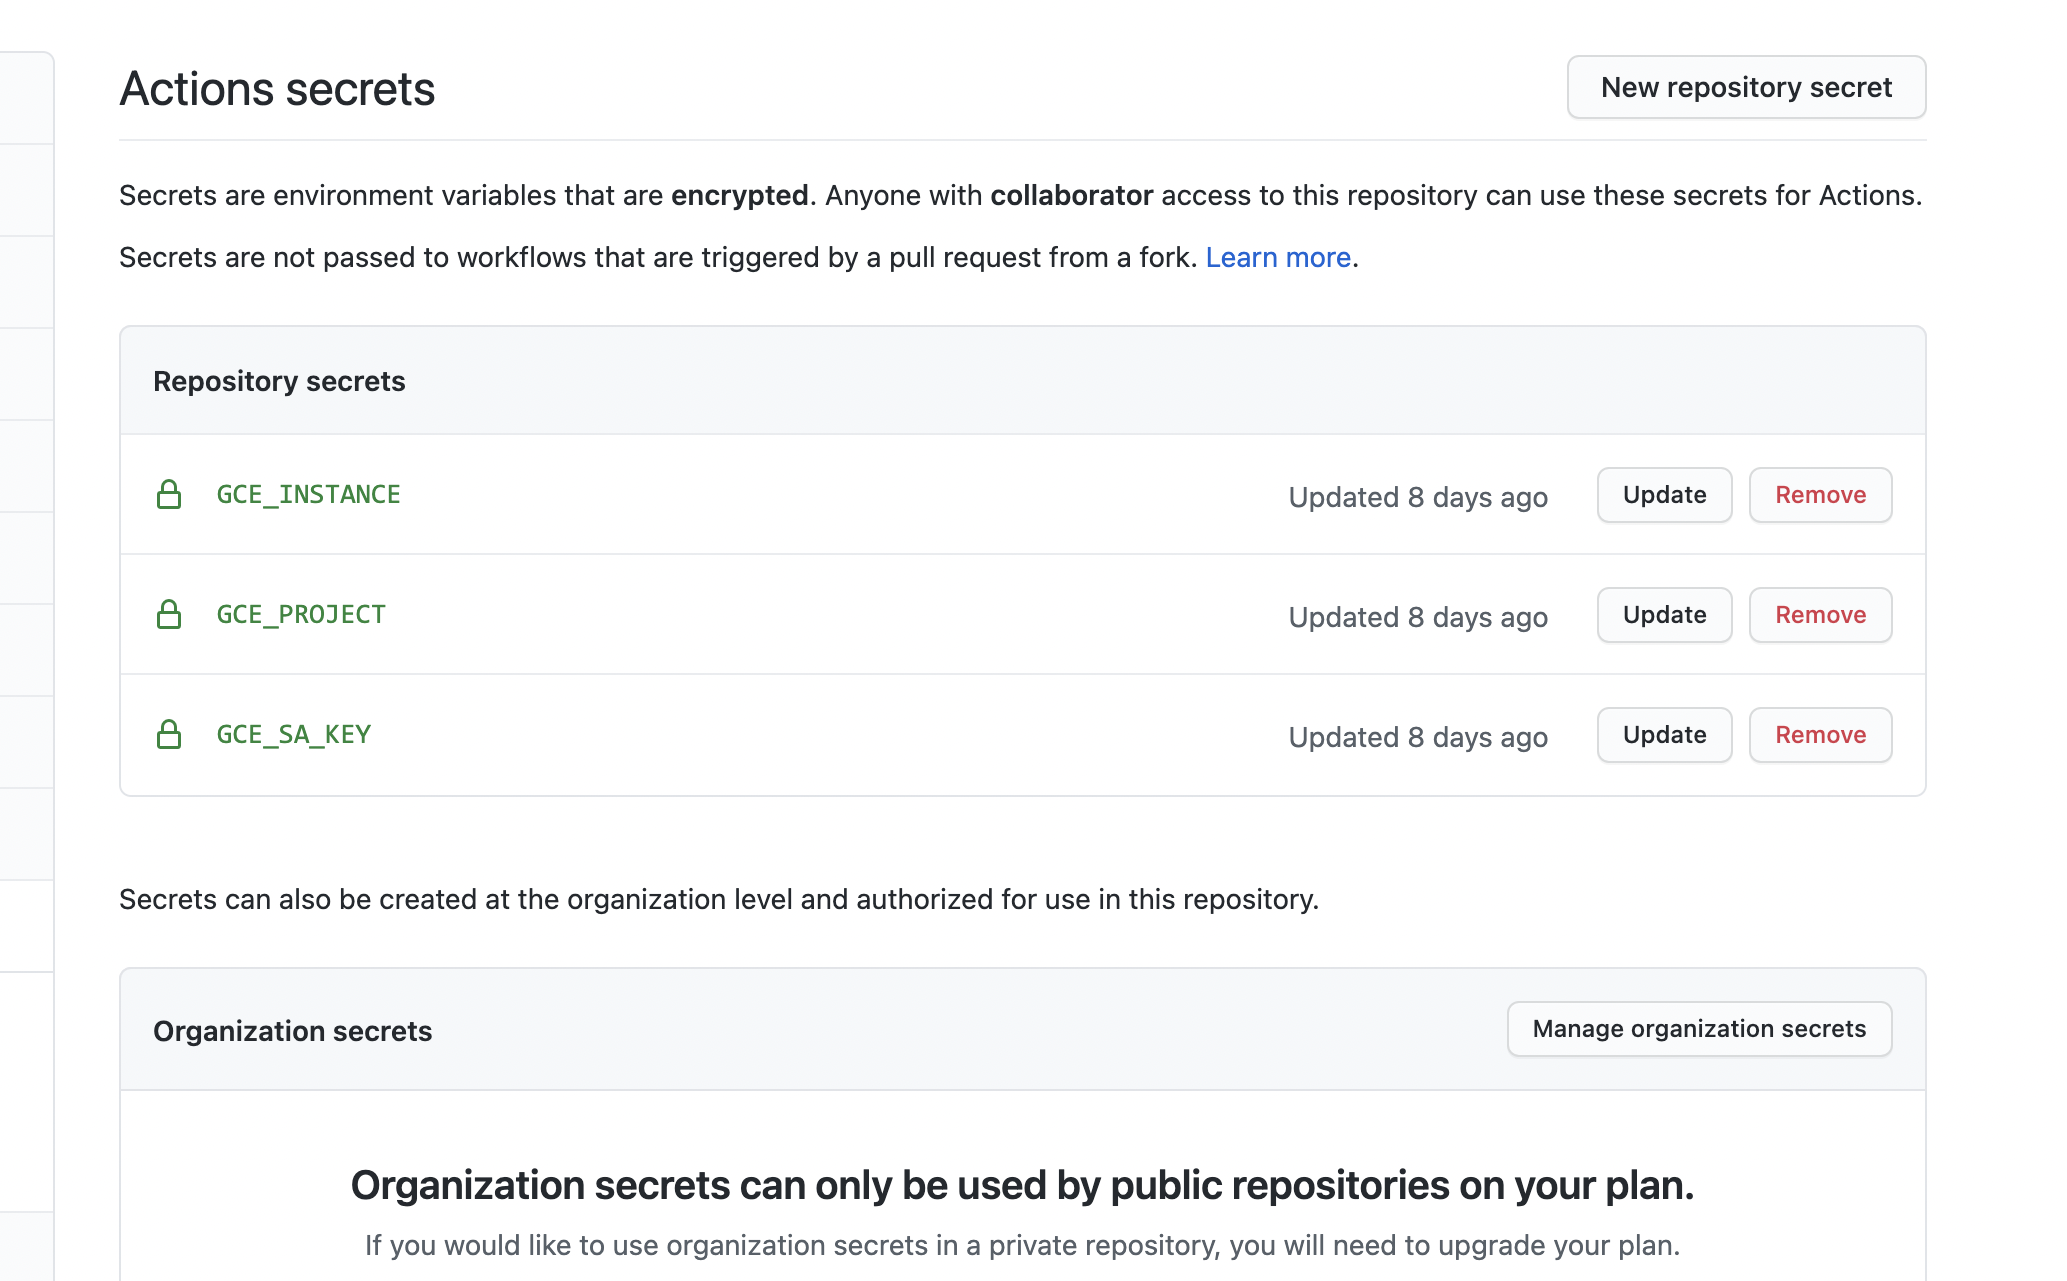 Actions secrets
New repository secret
Secrets are environment variables that are encrypted. Anyone with collaborator access to this repository can use these secrets for Actions.
Secrets are not passed to workflows that are triggered by a pull request from a fork. Learn more.
Repository secrets
GCE_INSTANCE Updated 8 days ago Update Remove
GCE_PROJECT Updated 8 days ago Update Remove
GCE_SA_KEY Updated 8 days ago Update Remove
Secrets can also be created at the organization level and authorized for use in this repository.
Organization secrets Manage organization secrets
Organization secrets can only be used by public repositories on your plan.
If you would like to use organization secrets in a private repository, you will need to upgrade your plan.